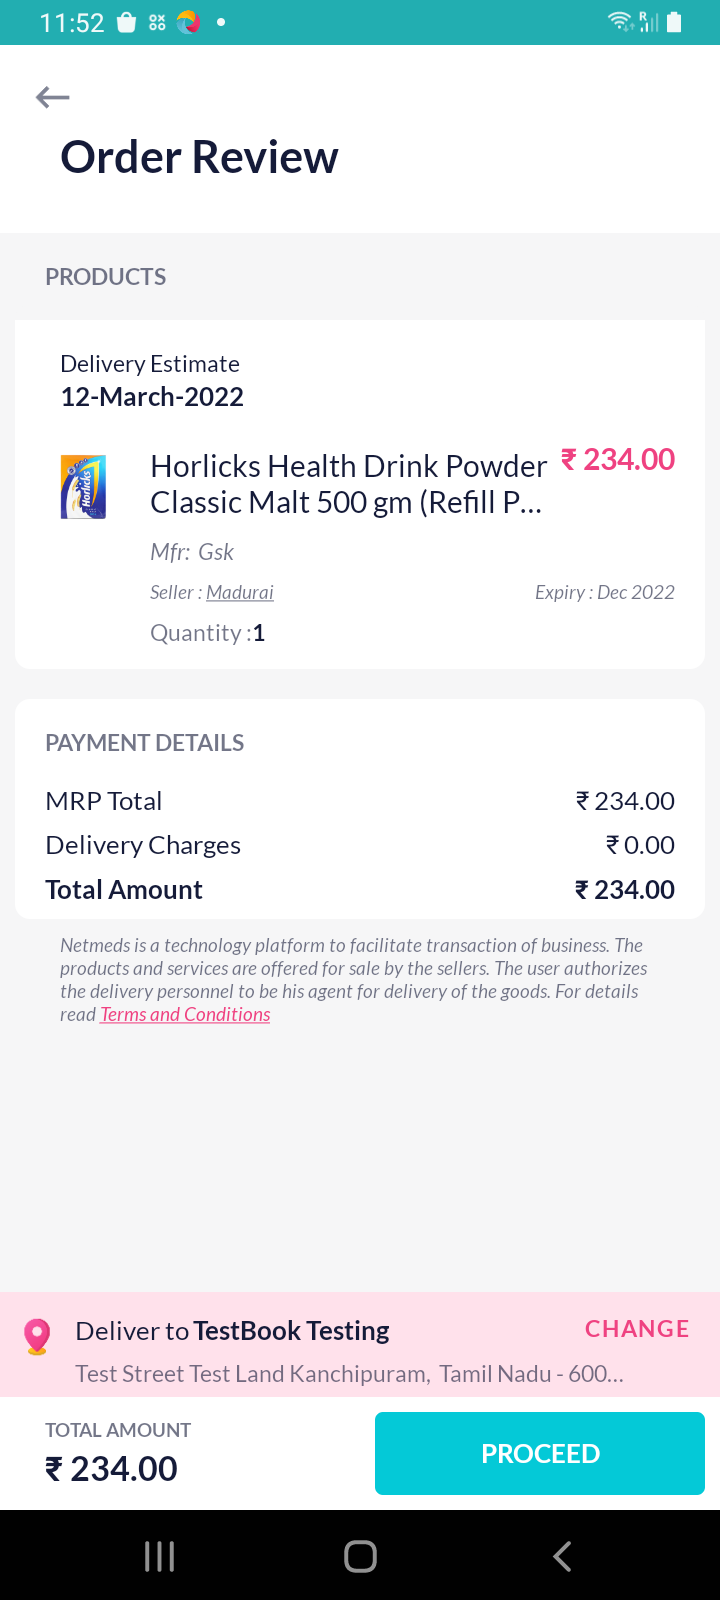 11:52
Order Review
PRODUCTS
Delivery Estimate
12-March-2022
Horlicks Health Drink Powder ₹ 234.00
Classic Malt 500 gm (Refill P...
Horlicks
Mfr: Gsk
Seller : Madurai Expiry : Dec 2022
Quantity :1
PAYMENT DETAILS
MRP Total ₹ 234.00
Delivery Charges ₹ 0.00
Total Amount ₹ 234.00
Netmeds is a technology platform to facilitate transaction of business. The
products and services are offered for sale by the sellers. The user authorizes
the delivery personnel to be his agent for delivery of the goods. For details
read Terms and Conditions
Deliver to TestBook Testing CHANGE
Test Street Test Land Kanchipuram, Tamil Nadu - 600...
TOTAL AMOUNT
₹ 234.00
PROCEED